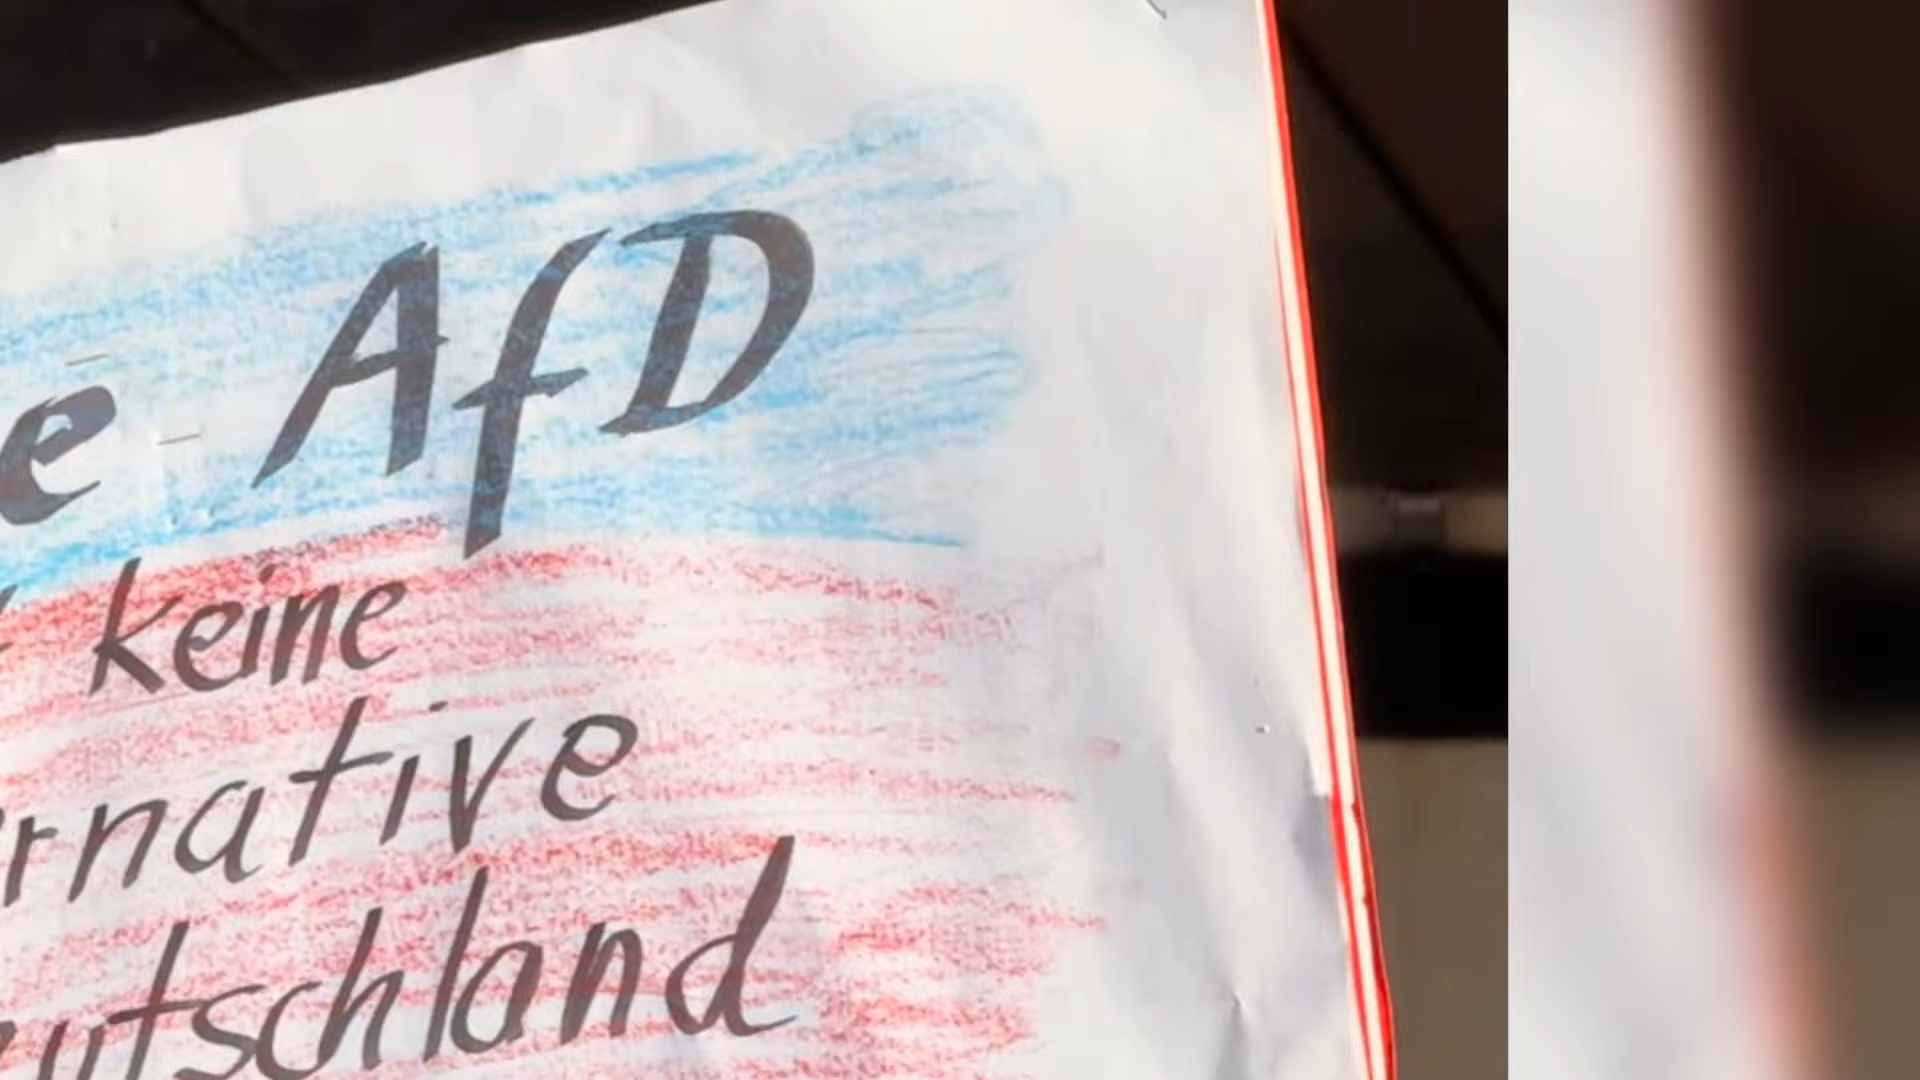 e AfD
keine
rnative
utschland